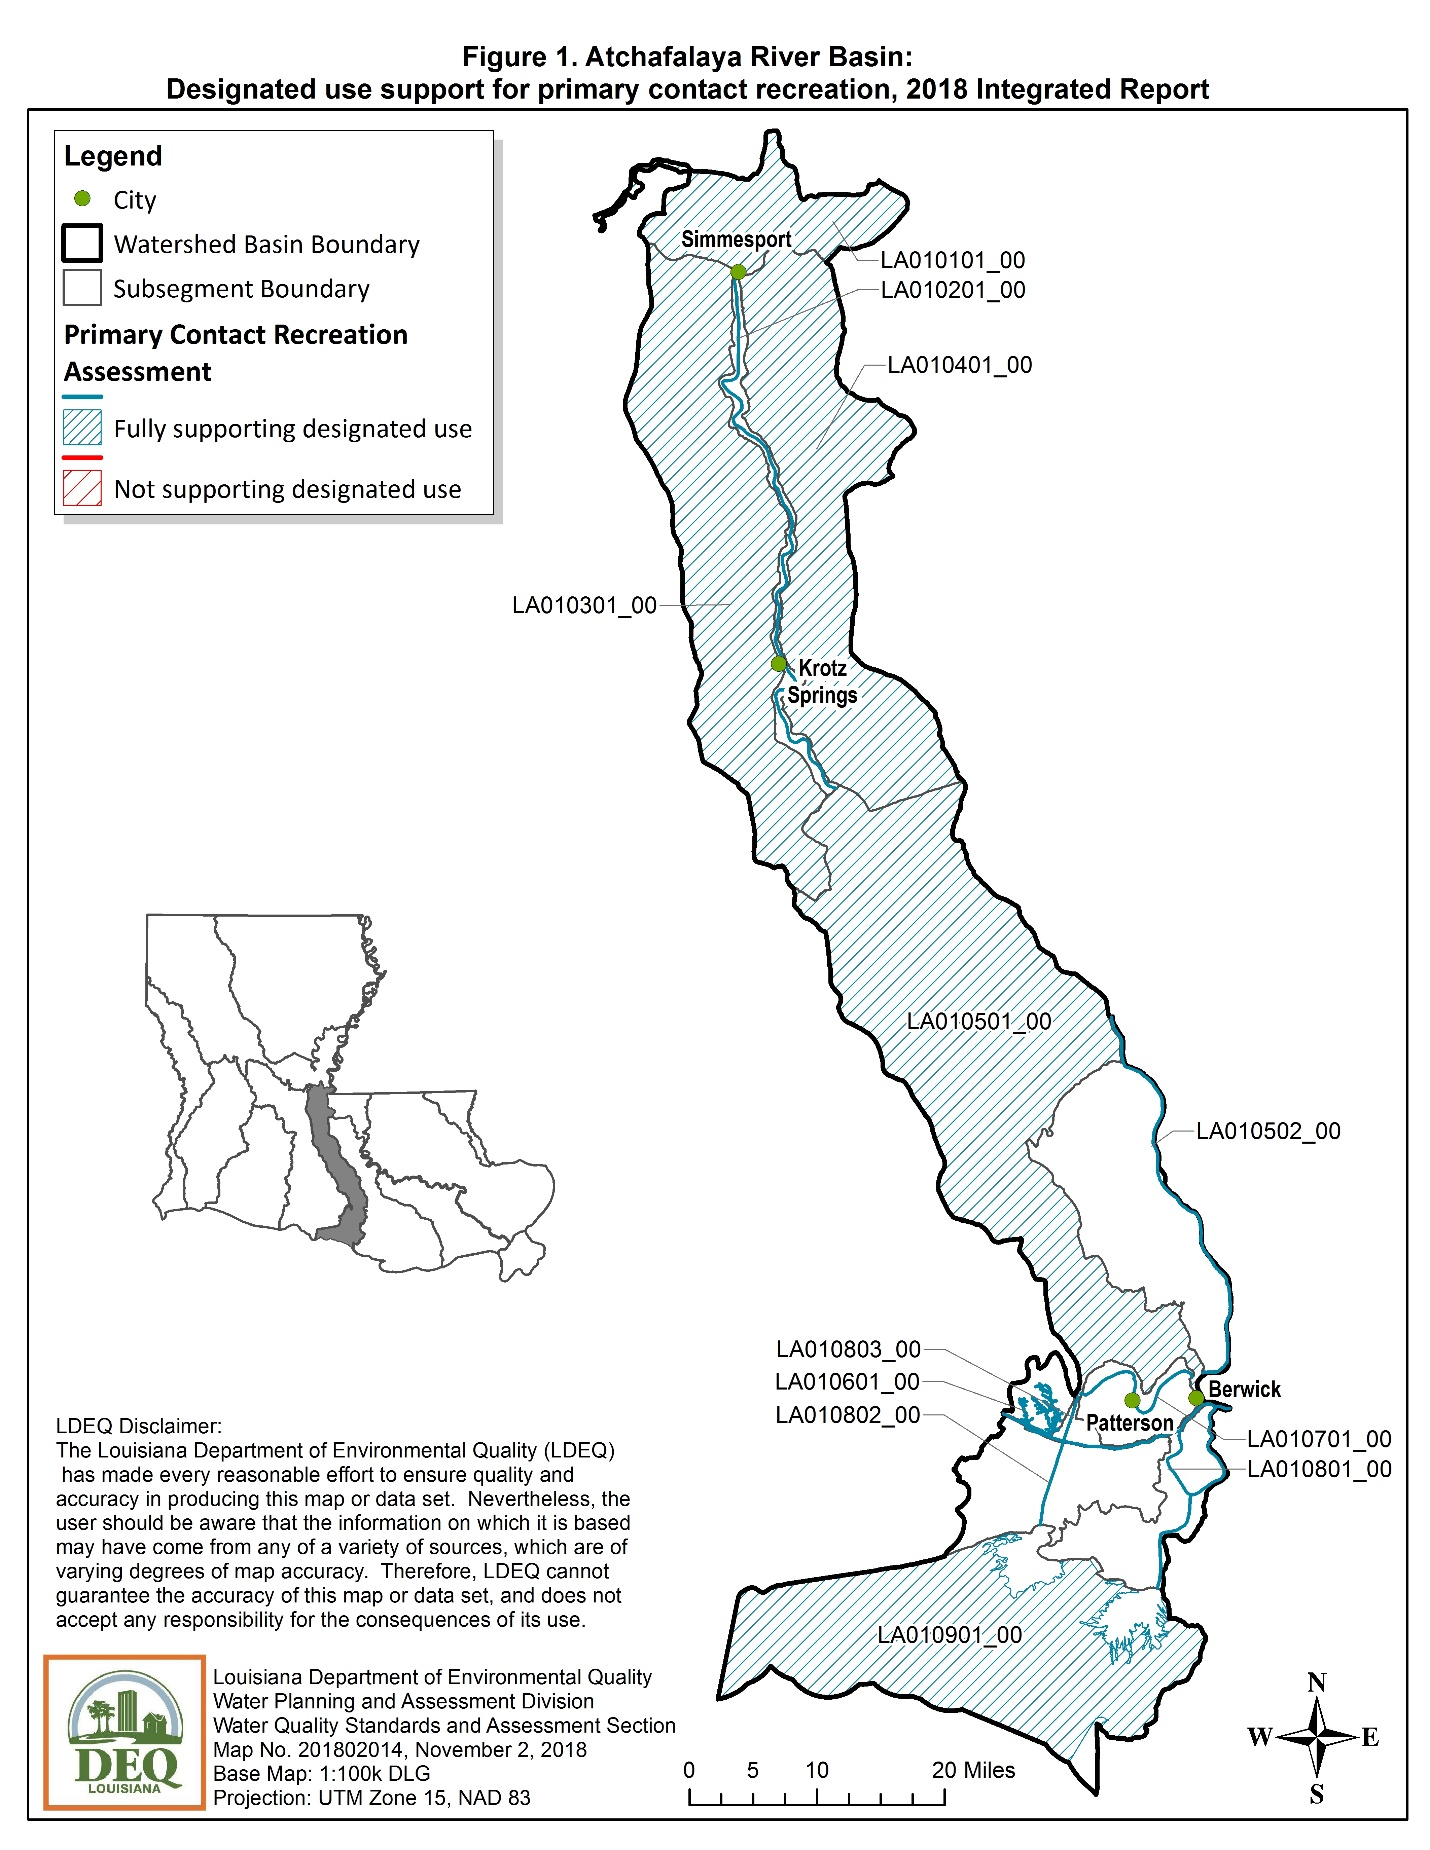 Figure 1. Atchafalaya River Basin:
Designated use support for primary contact recreation, 2018 Integrated Report
Legend
City
Watershed Basin Boundary
Subsegment Boundary
Primary Contact Recreation
Assessment
Fully supporting designated use
Not supporting designated use
Simmesport
LA010101_00
LA010201_00
LA010401_00
LA010301_00
Krotz
Springs
LA010501_00
LA010502_00
LA010803_00
LA010601_00
LA010802_00
Berwick
Patterson
LA010701_00
LA010801_00
LA010901_00
LDEQ Disclaimer:
The Louisiana Department of Environmental Quality (LDEQ)
has made every reasonable effort to ensure quality and
accuracy in producing this map or data set. Nevertheless, the
user should be aware that the information on which it is based
may have come from any of a variety of sources, which are of
varying degrees of map accuracy. Therefore, LDEQ cannot
guarantee the accuracy of this map or data set, and does not
accept any responsibility for the consequences of its use.
DEQ
LOUISIANA
Louisiana Department of Environmental Quality
Water Planning and Assessment Division
Water Quality Standards and Assessment Section
Map No. 201802014, November 2, 2018
Base Map: 1:100k DLG
Projection: UTM Zone 15, NAD 83
0 5 10 20 Miles
N
W E
S